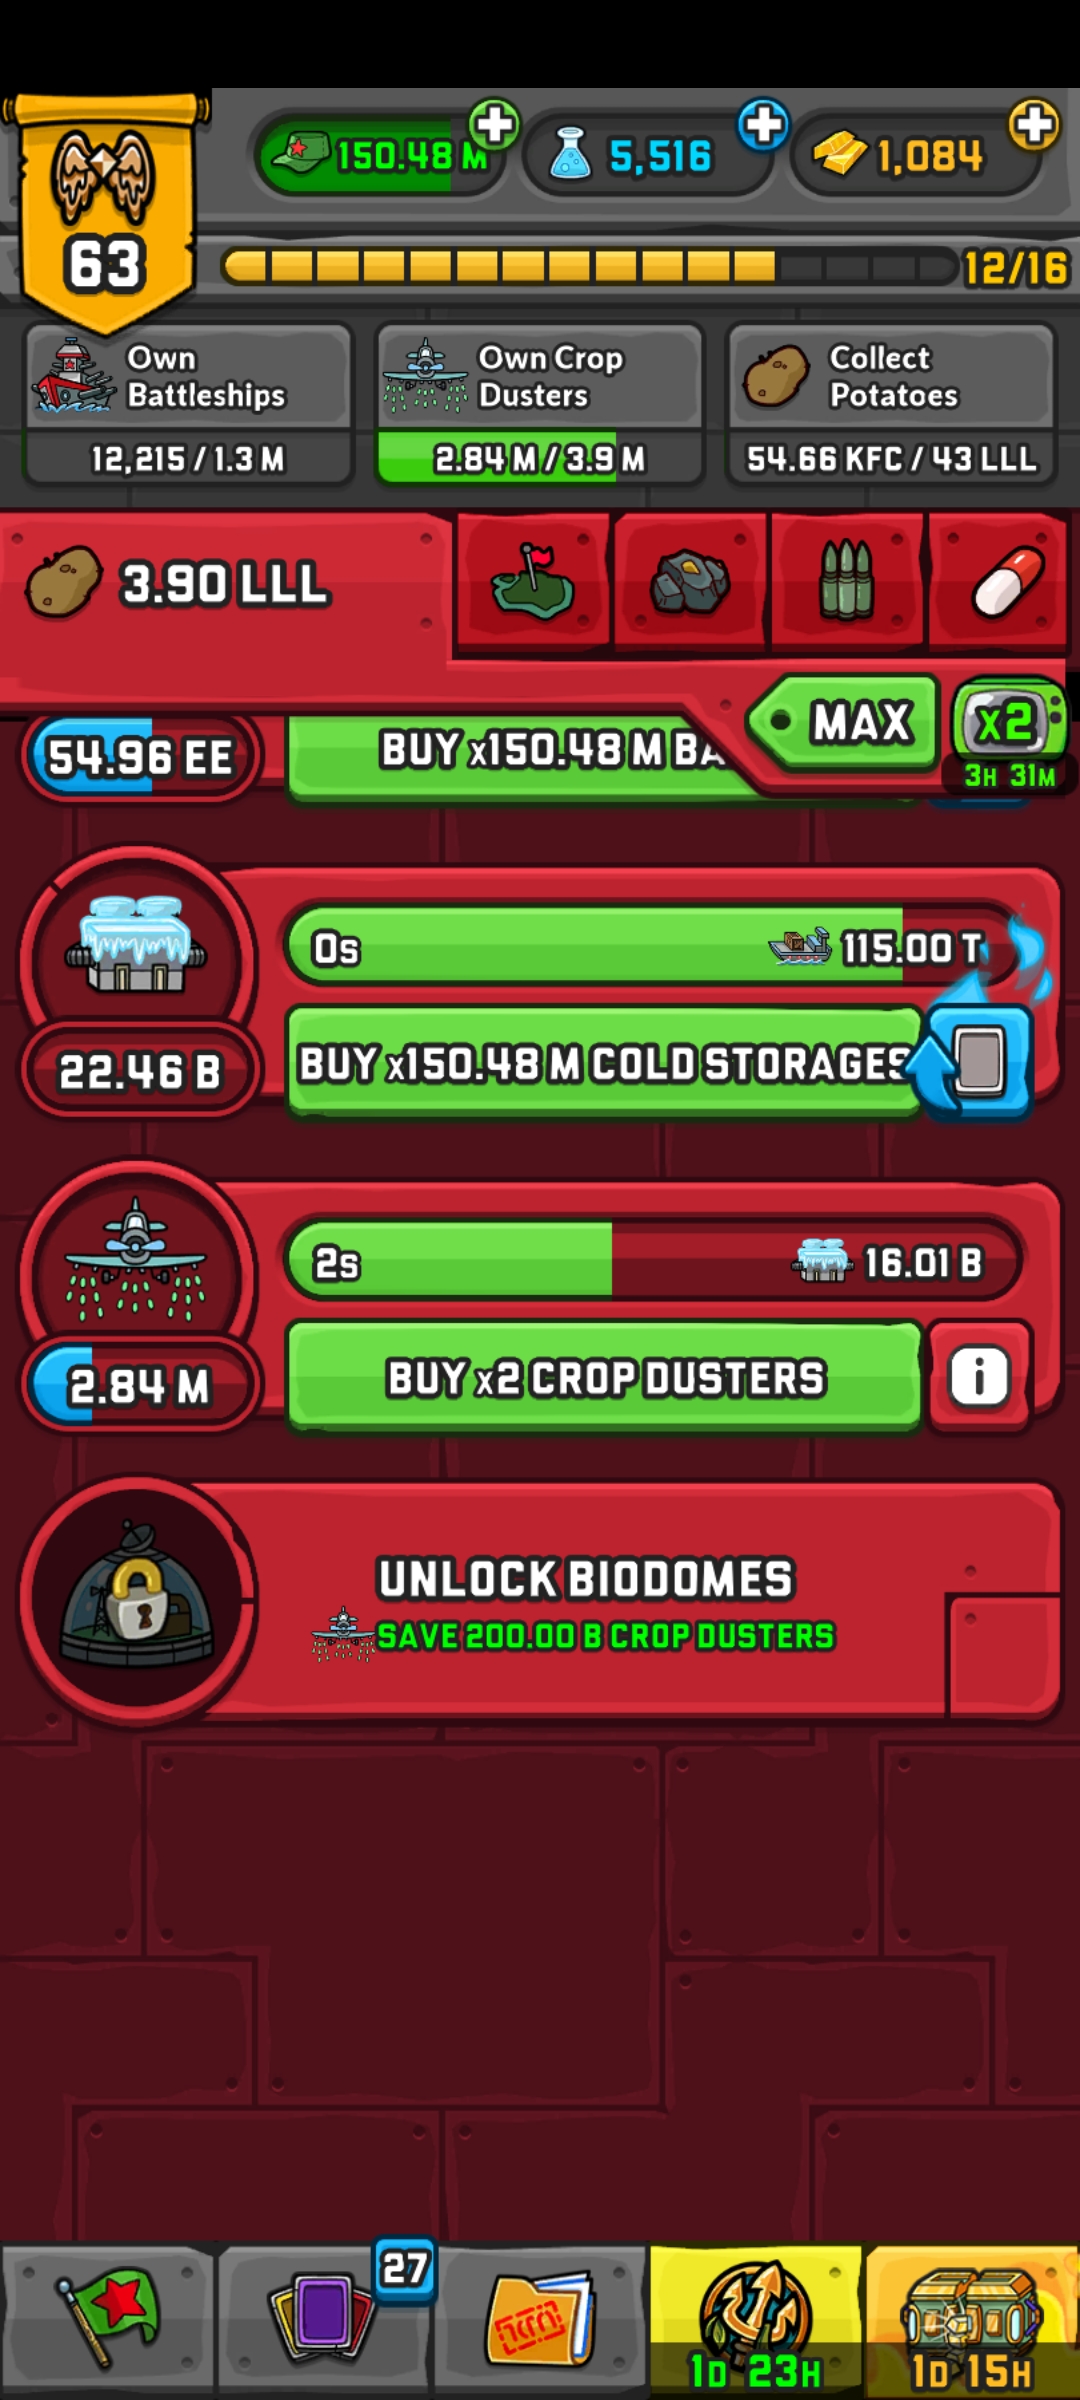 63
150.48 M
5,516
1,084
12/16
Own
Battleships
12,215 / 1.3 M
Own Crop
Dusters
2.84 M / 3.9 M
Collect
Potatoes
54.66 KFC / 43 LLL
3.90 LLL
MAX
x2
3H 31M
54.96 EE
BUY x150.48 M BA
0s
115.00 T
22.46 B
BUY x150.48 M COLD STORAGES
2s
16.01 B
2.84 M
BUY x2 CROP DUSTERS
i
UNLOCK BIODOMES
SAVE 200.00 B CROP DUSTERS
27
1D 23H
1D 15H